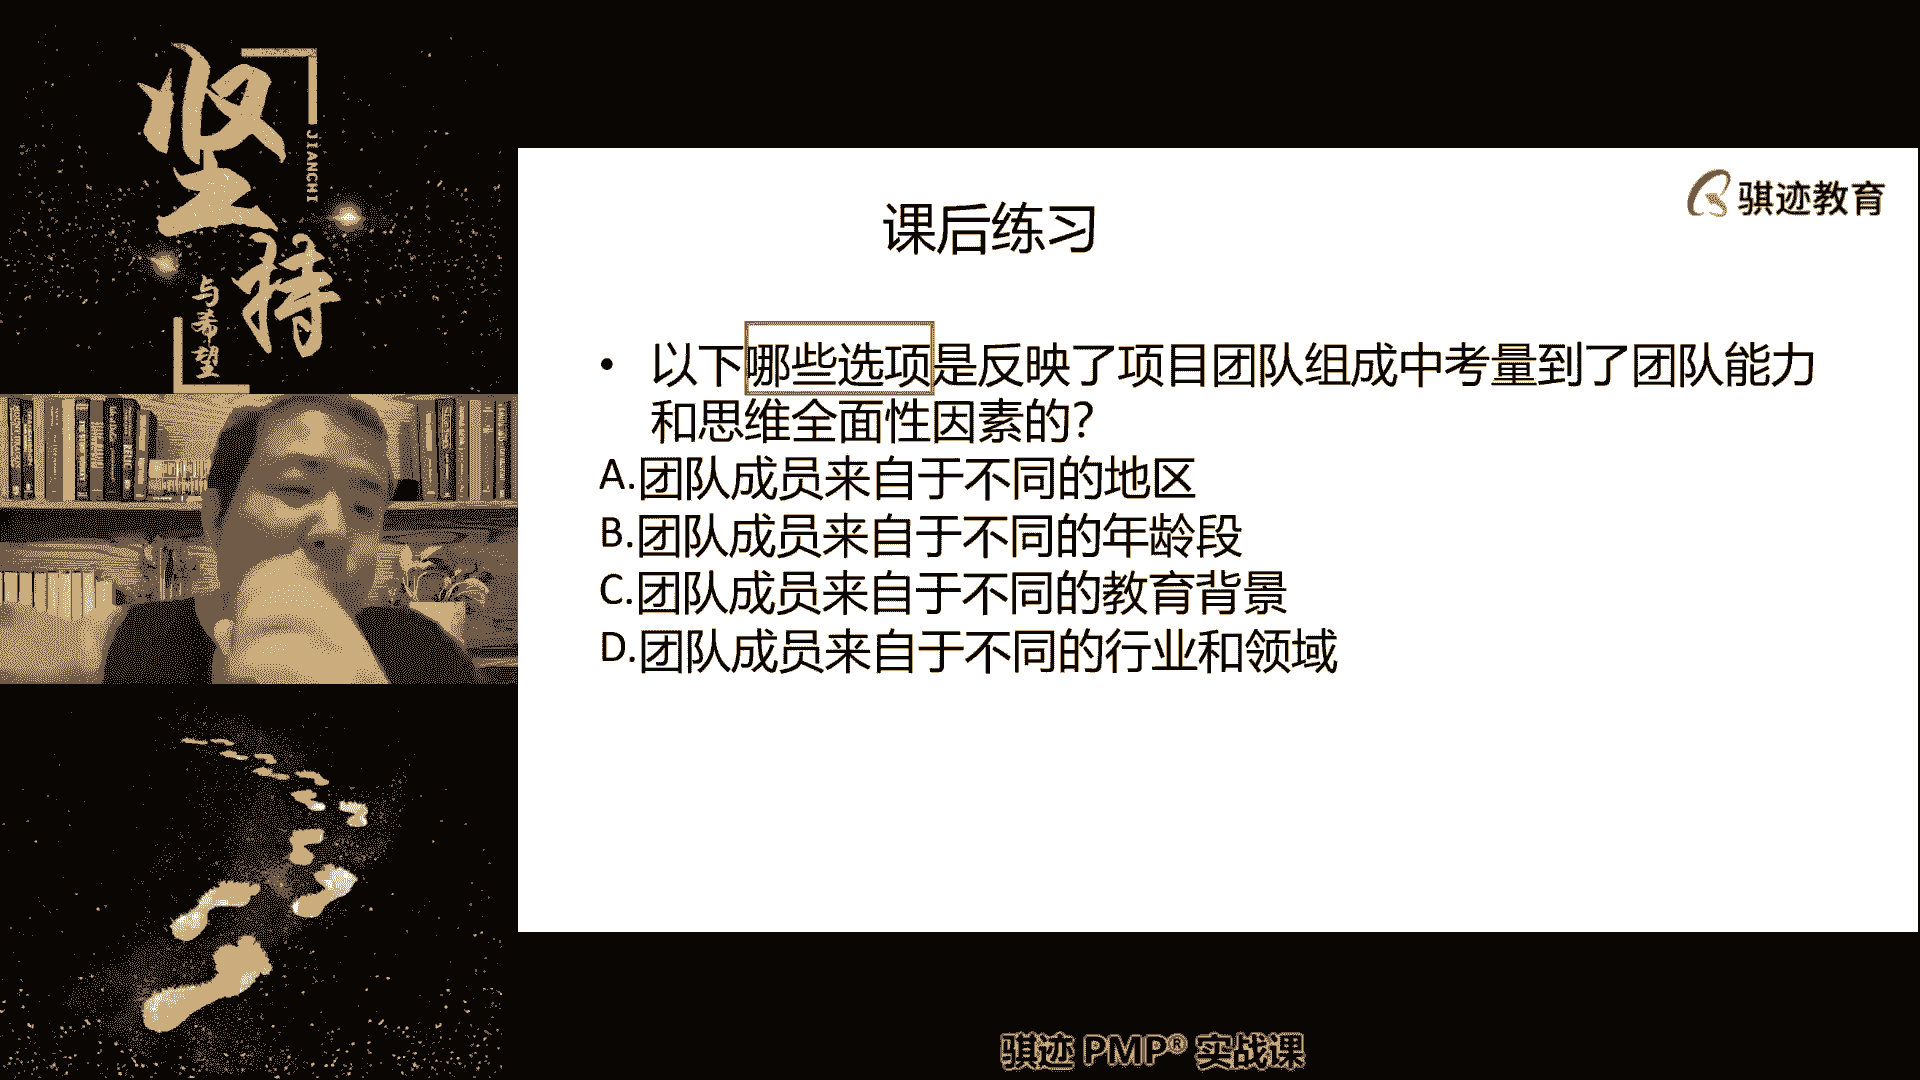 坚持
JIANCHI
与希望
骐迹教育
课后练习
• 以下哪些选项是反映了项目团队组成中考量到了团队能力
和思维全面性因素的?
A.团队成员来自于不同的地区
B.团队成员来自于不同的年龄段
C.团队成员来自于不同的教育背景
D.团队成员来自于不同的行业和领域
骐迹 PMP® 实战课